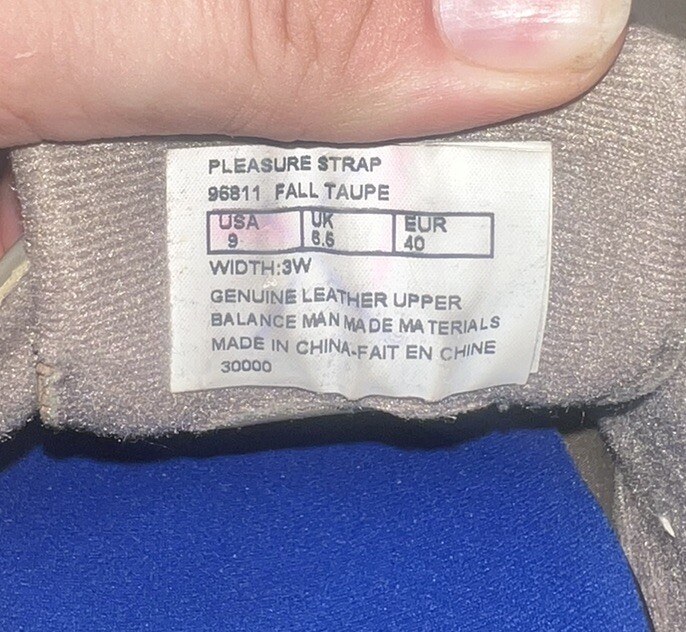 PLEASURE STRAP
96811 FALL TAUPE
USA UK EUR
9 6.5 40
WIDTH:3W
GENUINE LEATHER UPPER
BALANCE MAN MADE MATERIALS
MADE IN CHINA-FAIT EN CHINE
30000